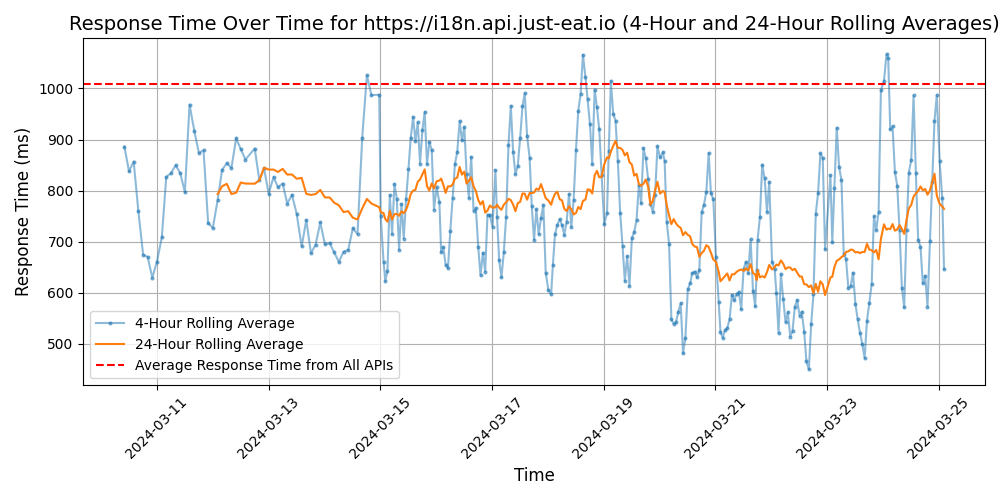 Response Time Over Time for https://i18n.api.just-eat.io (4-Hour and 24-Hour Rolling Averages)
Response Time (ms)
1000
900
800
700
600
500
4-Hour Rolling Average
24-Hour Rolling Average
Average Response Time from All APIs
2024-03-11
2024-03-13
2024-03-15
2024-03-17
2024-03-19
2024-03-21
2024-03-23
2024-03-25
Time